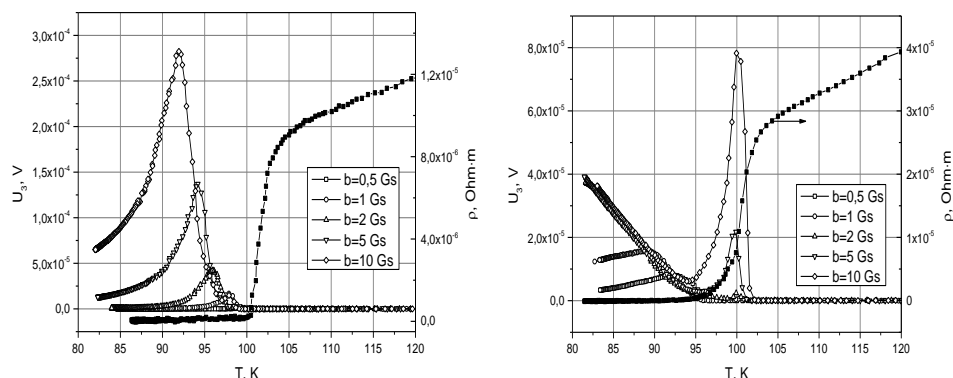 3,0x10⁻⁴
2,5x10⁻⁴
2,0x10⁻⁴
1,5x10⁻⁴
1,0x10⁻⁴
5,0x10⁻⁵
0,0
U₃, V
80 85 90 95 100 105 110 115 120
T, K
1,2x10⁻⁵
9,0x10⁻⁶
6,0x10⁻⁶
3,0x10⁻⁶
0,0
ρ, Ohm·m
b=0,5 Gs
b=1 Gs
b=2 Gs
b=5 Gs
b=10 Gs
8,0x10⁻⁵
6,0x10⁻⁵
4,0x10⁻⁵
2,0x10⁻⁵
0,0
U₃, V
80 85 90 95 100 105 110 115 120
T, K
4x10⁻⁵
3x10⁻⁵
2x10⁻⁵
1x10⁻⁵
0
ρ, Ohm·m
b=0,5 Gs
b=1 Gs
b=2 Gs
b=5 Gs
b=10 Gs